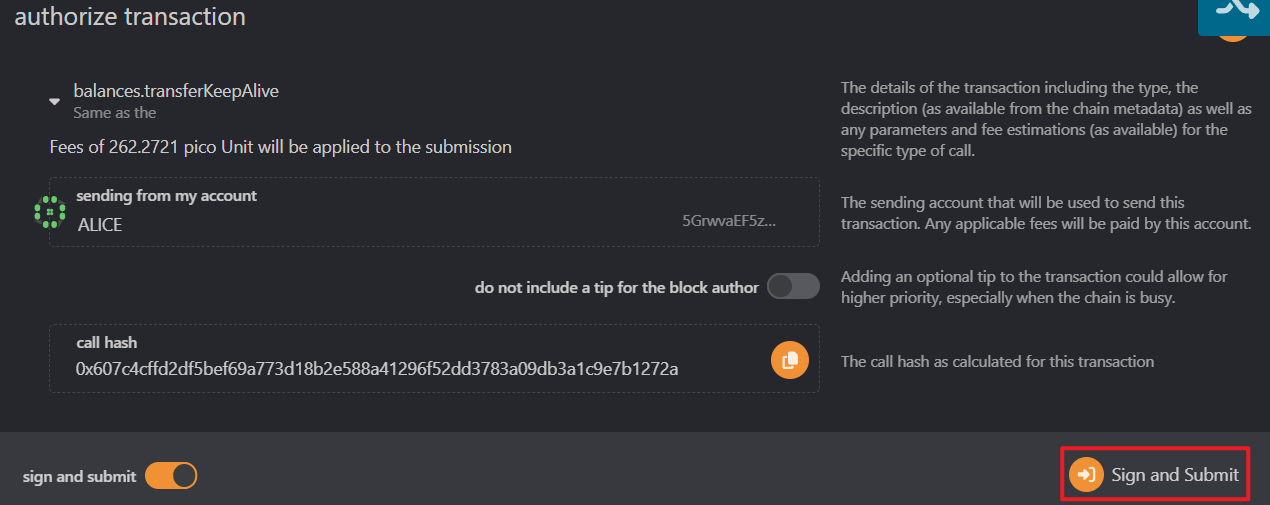 authorize transaction
balances.transferKeepAlive
Same as the
Fees of 262.2721 pico Unit will be applied to the submission
The details of the transaction including the type, the
description (as available from the chain metadata) as well as
any parameters and fee estimations (as available) for the
specific type of call.
sending from my account
ALICE
5GrwvaEF5z...
The sending account that will be used to send this
transaction. Any applicable fees will be paid by this account.
do not include a tip for the block author
Adding an optional tip to the transaction could allow for
higher priority, especially when the chain is busy.
call hash
0x607c4cffd2df5bef69a773d18b2e588a41296f52dd3783a09db3a1c9e7b1272a
The call hash as calculated for this transaction
sign and submit
Sign and Submit